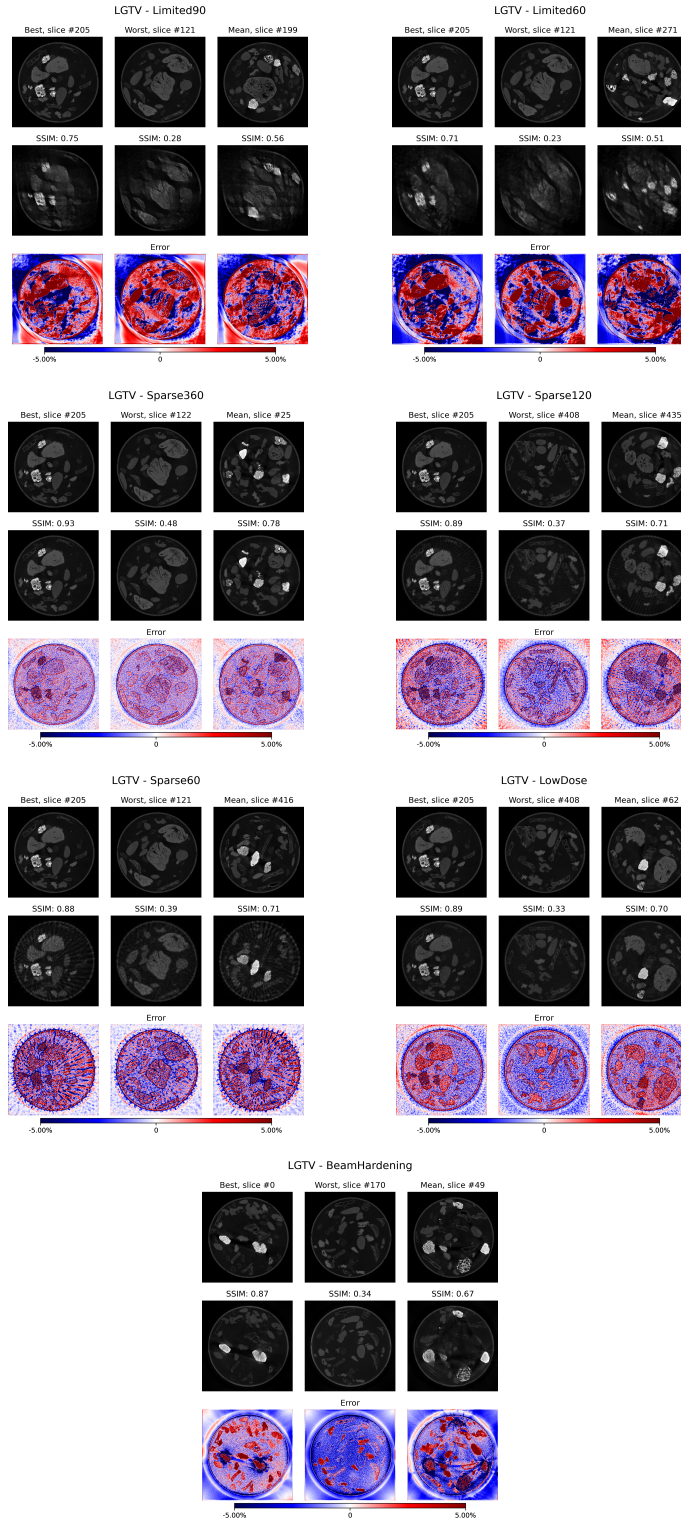 LGTV - Limited90
Best, slice #205 Worst, slice #121 Mean, slice #199
SSIM: 0.75 SSIM: 0.28 SSIM: 0.56
Error
-5.00% 0 5.00%
LGTV - Limited60
Best, slice #205 Worst, slice #121 Mean, slice #271
SSIM: 0.71 SSIM: 0.23 SSIM: 0.51
Error
-5.00% 0 5.00%
LGTV - Sparse360
Best, slice #205 Worst, slice #122 Mean, slice #25
SSIM: 0.93 SSIM: 0.48 SSIM: 0.78
Error
-5.00% 0 5.00%
LGTV - Sparse120
Best, slice #205 Worst, slice #408 Mean, slice #435
SSIM: 0.89 SSIM: 0.37 SSIM: 0.71
Error
-5.00% 0 5.00%
LGTV - Sparse60
Best, slice #205 Worst, slice #121 Mean, slice #416
SSIM: 0.88 SSIM: 0.39 SSIM: 0.71
Error
-5.00% 0 5.00%
LGTV - LowDose
Best, slice #205 Worst, slice #408 Mean, slice #62
SSIM: 0.89 SSIM: 0.33 SSIM: 0.70
Error
-5.00% 0 5.00%
LGTV - BeamHardening
Best, slice #0 Worst, slice #170 Mean, slice #49
SSIM: 0.87 SSIM: 0.34 SSIM: 0.67
Error
-5.00% 0 5.00%